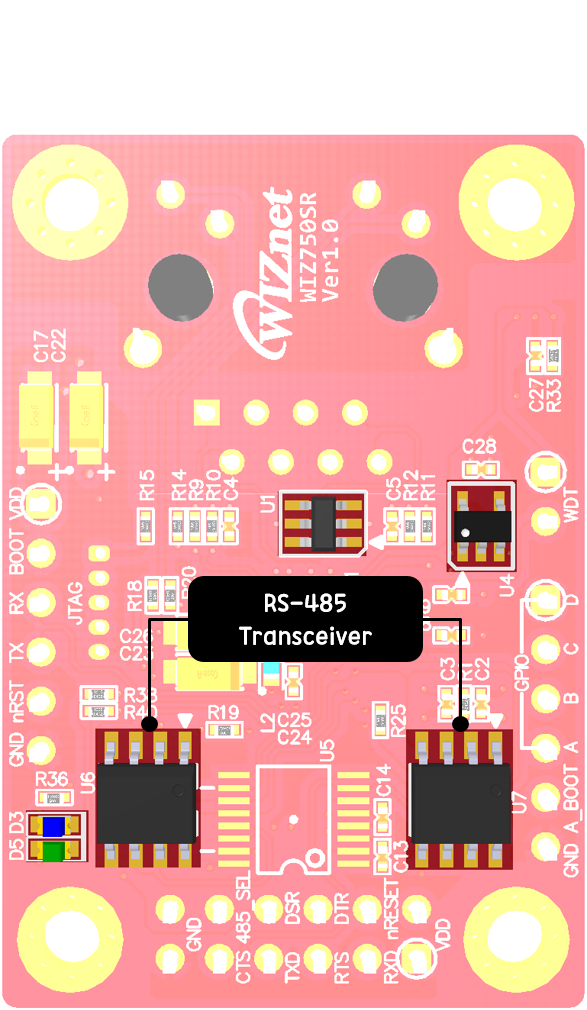 WIZnet
WIZ750SR
Ver1.0
C17
C22
C27
R33
C28
R15
R14
R9
R10
C4
U1
C5
R12
R11
U4
VDD
BOOT
RX
TX
nRST
GND
JTAG
R18
R20
RS-485
Transceiver
C26
C23
WDT
D
C
B
A
GPIO
A_BOOT
GND
R19
L2
C25
C24
R25
C3
R1
C2
R36
U6
U5
U7
C14
C13
D3
D5
GND
485_SEL
DSR
DTR
nRESET
VDD
CTS
TXD
RTS
RXD